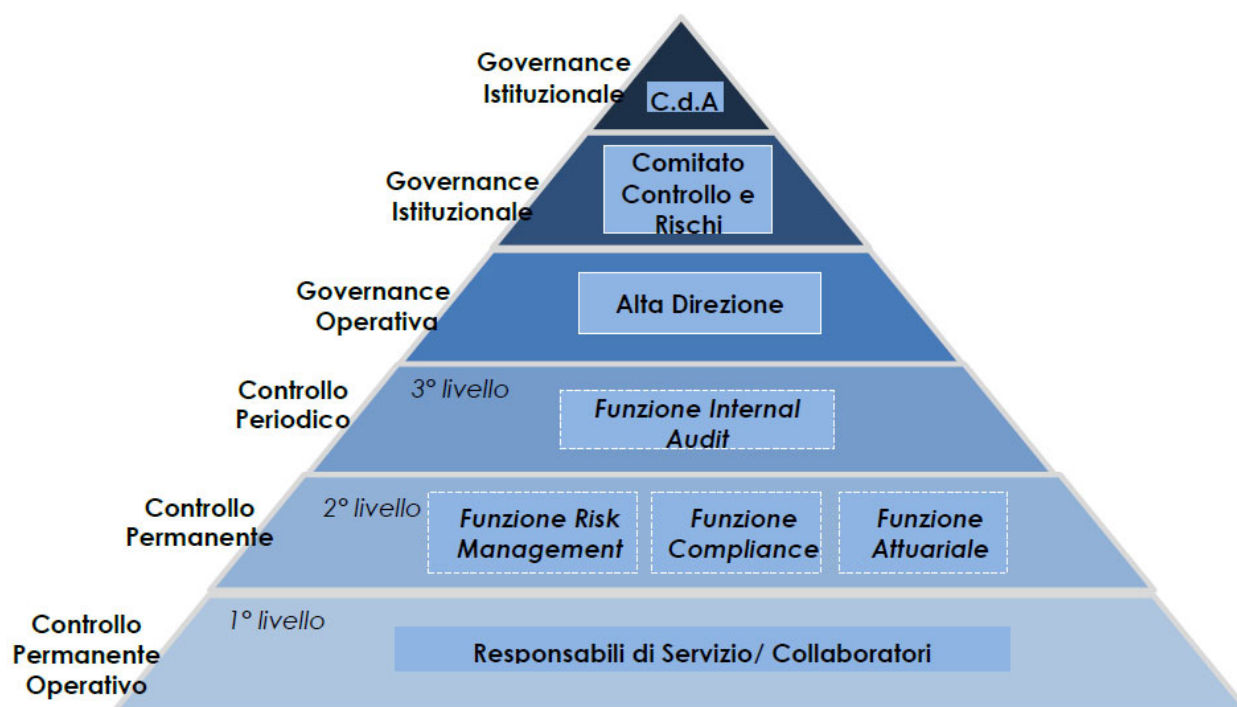 Governance
Istituzionale
C.d.A
Governance
Istituzionale
Comitato
Controllo e
Rischi
Governance
Operativa
Alta Direzione
Controllo
Periodico
3° livello
Funzione Internal
Audit
Controllo
Permanente
2° livello
Funzione Risk
Management
Funzione
Compliance
Funzione
Attuariale
Controllo
Permanente
Operativo
1° livello
Responsabili di Servizio/ Collaboratori